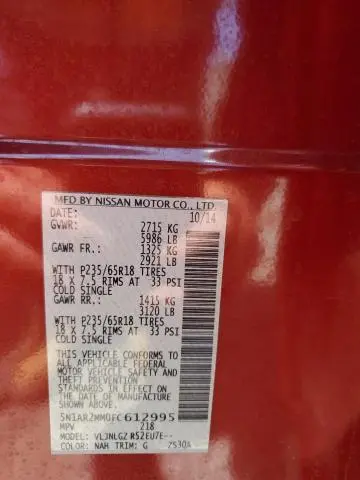 MFD BY NISSAN MOTOR CO., LTD.
DATE: 10/14
GVWR: 2715 KG
5986 LB
GAWR FR.: 1325 KG
2921 LB
WITH P235/65R18 TIRES
18 X 7.5 RIMS AT 33 PSI
COLD SINGLE
GAWR RR.: 1415 KG
3120 LB
WITH P235/65R18 TIRES
18 X 7.5 RIMS AT 33 PSI
COLD SINGLE
THIS VEHICLE CONFORMS TO
ALL APPLICABLE FEDERAL
MOTOR VEHICLE SAFETY AND
THEFT PREVENTION
STANDARDS IN EFFECT ON
THE DATE OF MANUFACTURE
SHOWN ABOVE.
5N1AR2MM0FC612995
MPV 218
MODEL: VLJNLGZ R52EU7E--
COLOR: NAH TRIM: G 2530A